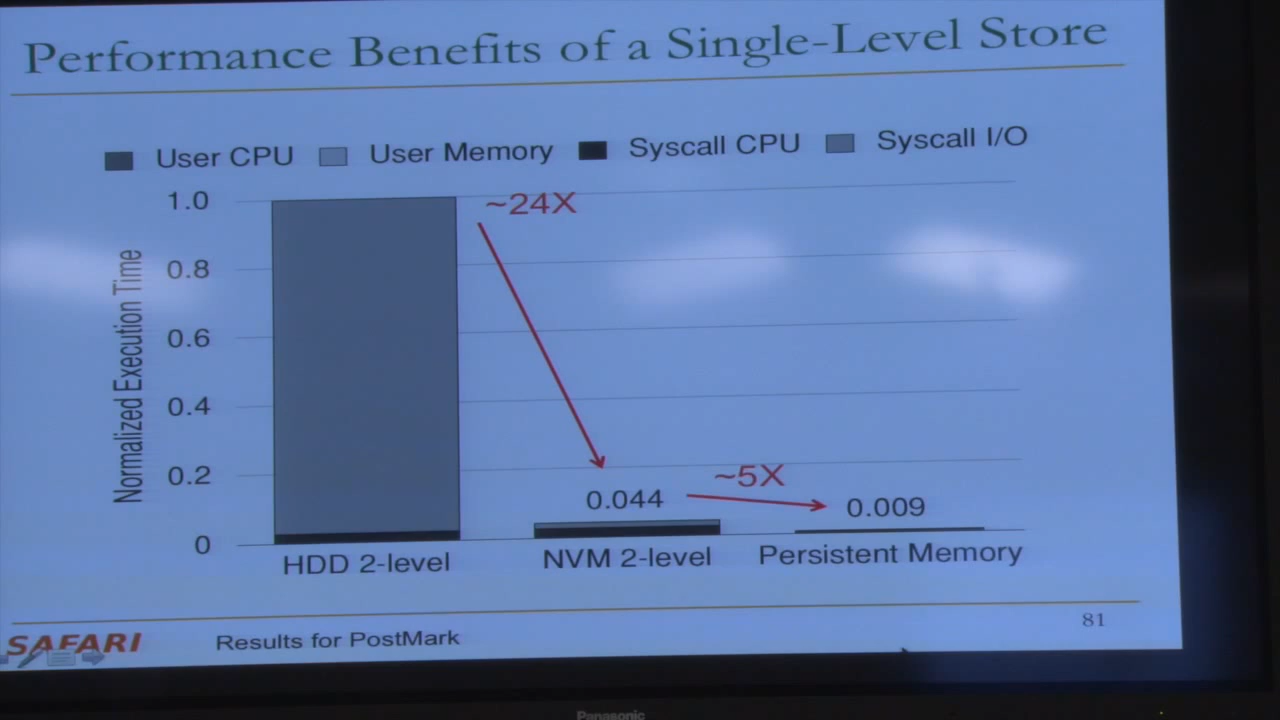 Performance Benefits of a Single-Level Store
User CPU User Memory Syscall CPU Syscall I/O
1.0
0.8
0.6
0.4
0.2
0
Normalized Execution Time
~24X
~5X
0.044
0.009
HDD 2-level NVM 2-level Persistent Memory
SAFARI
Results for PostMark
81
Panasonic